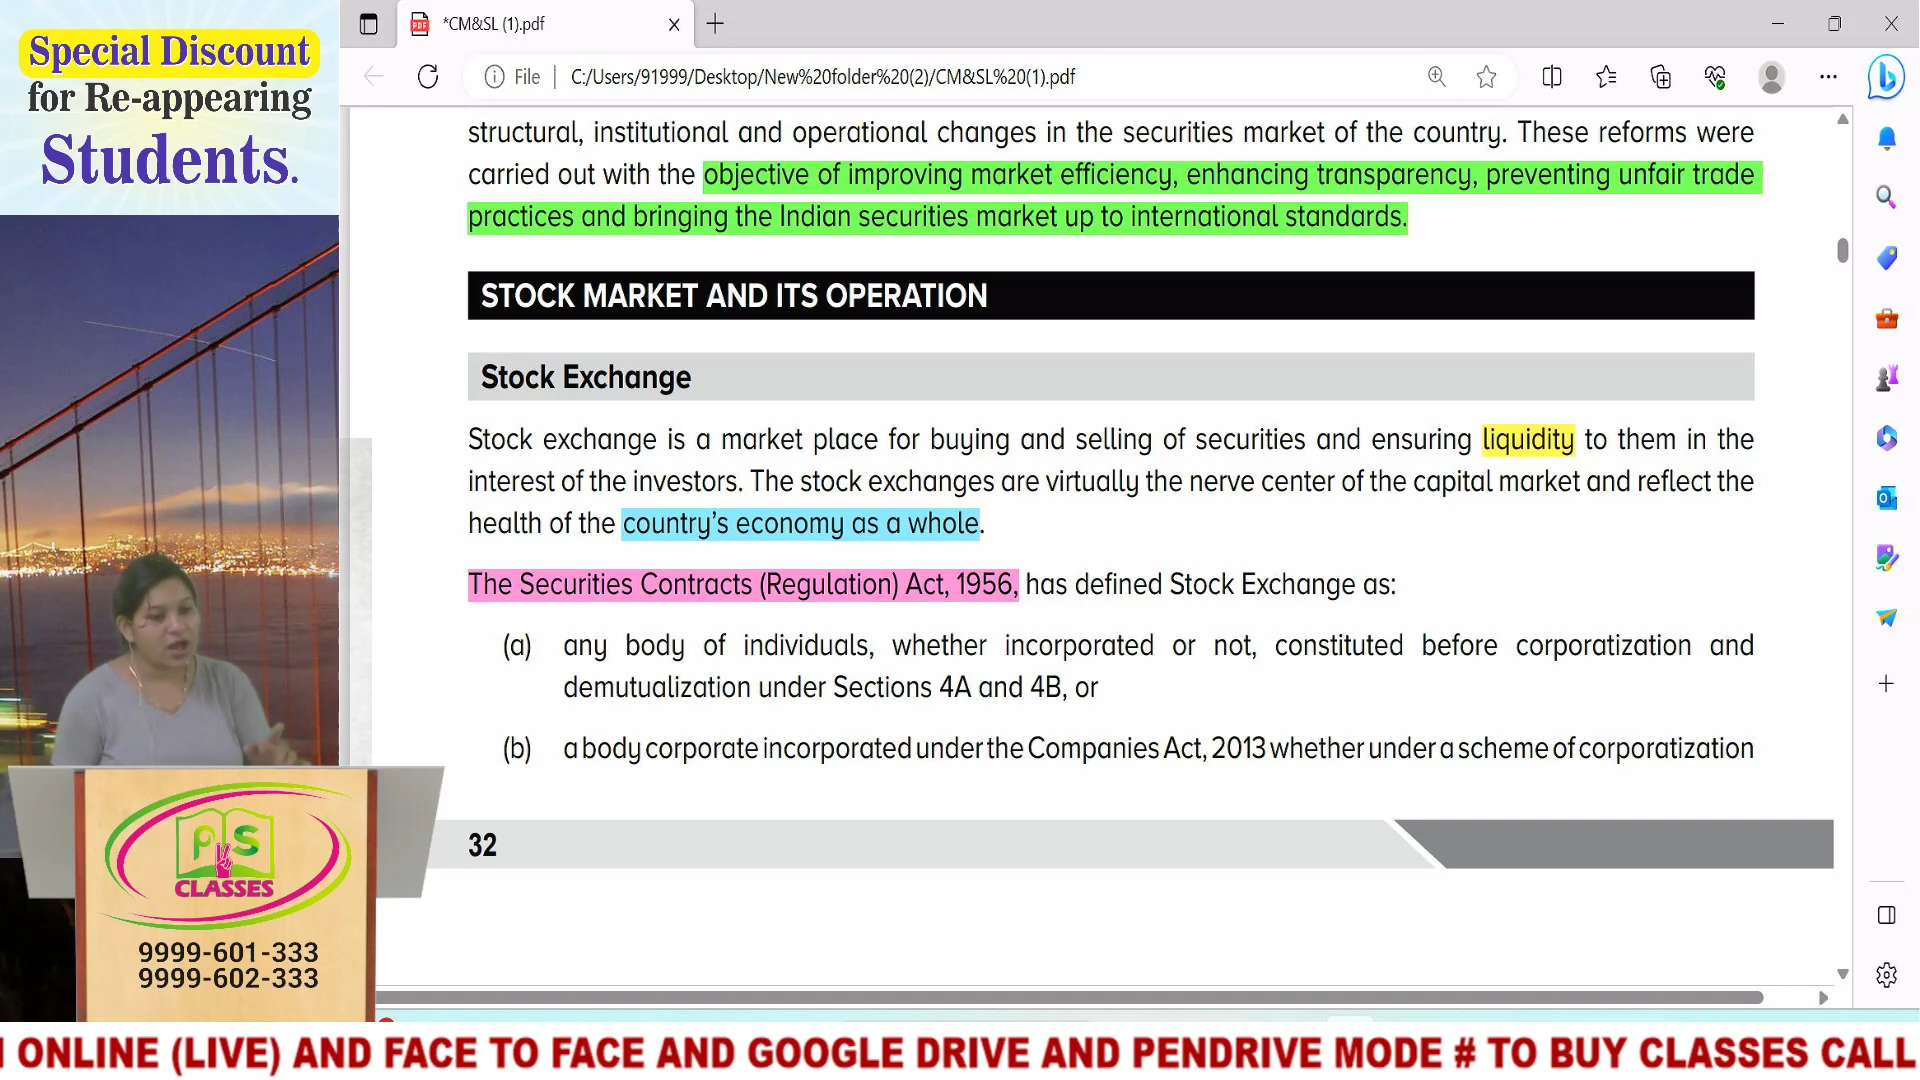 Special Discount
for Re-appearing
Students.
*CM&SL (1).pdf
File
C:/Users/91999/Desktop/New%20folder%20(2)/CM&SL%20(1).pdf
structural, institutional and operational changes in the securities market of the country. These reforms were
carried out with the objective of improving market efficiency, enhancing transparency, preventing unfair trade
practices and bringing the Indian securities market up to international standards.
STOCK MARKET AND ITS OPERATION
Stock Exchange
Stock exchange is a market place for buying and selling of securities and ensuring liquidity to them in the
interest of the investors. The stock exchanges are virtually the nerve center of the capital market and reflect the
health of the country's economy as a whole.
The Securities Contracts (Regulation) Act, 1956, has defined Stock Exchange as:
(a) any body of individuals, whether incorporated or not, constituted before corporatization and
demutualization under Sections 4A and 4B, or
(b) a body corporate incorporated under the Companies Act, 2013 whether under a scheme of corporatization
32
PS
CLASSES
9999-601-333
9999-602-333
ONLINE (LIVE) AND FACE TO FACE AND GOOGLE DRIVE AND PENDRIVE MODE # TO BUY CLASSES CALL